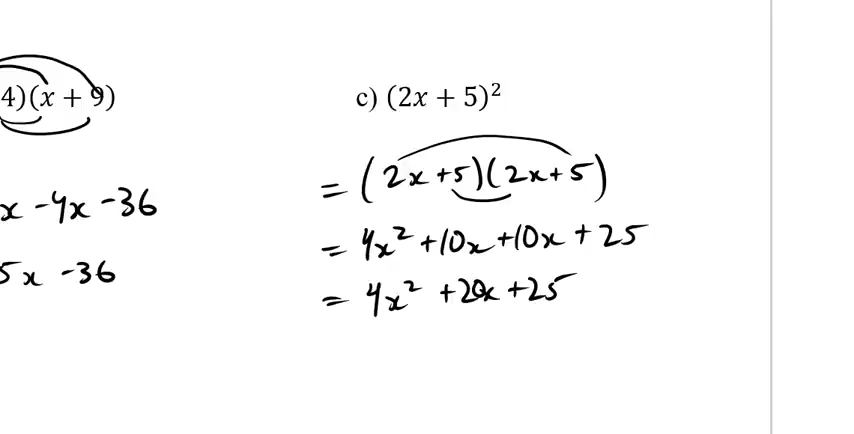 4)(x + 9)
x - 4x - 36
5x - 36
c) (2x + 5)²
= (2x + 5)(2x + 5)
= 4x² + 10x + 10x + 25
= 4x² + 20x + 25